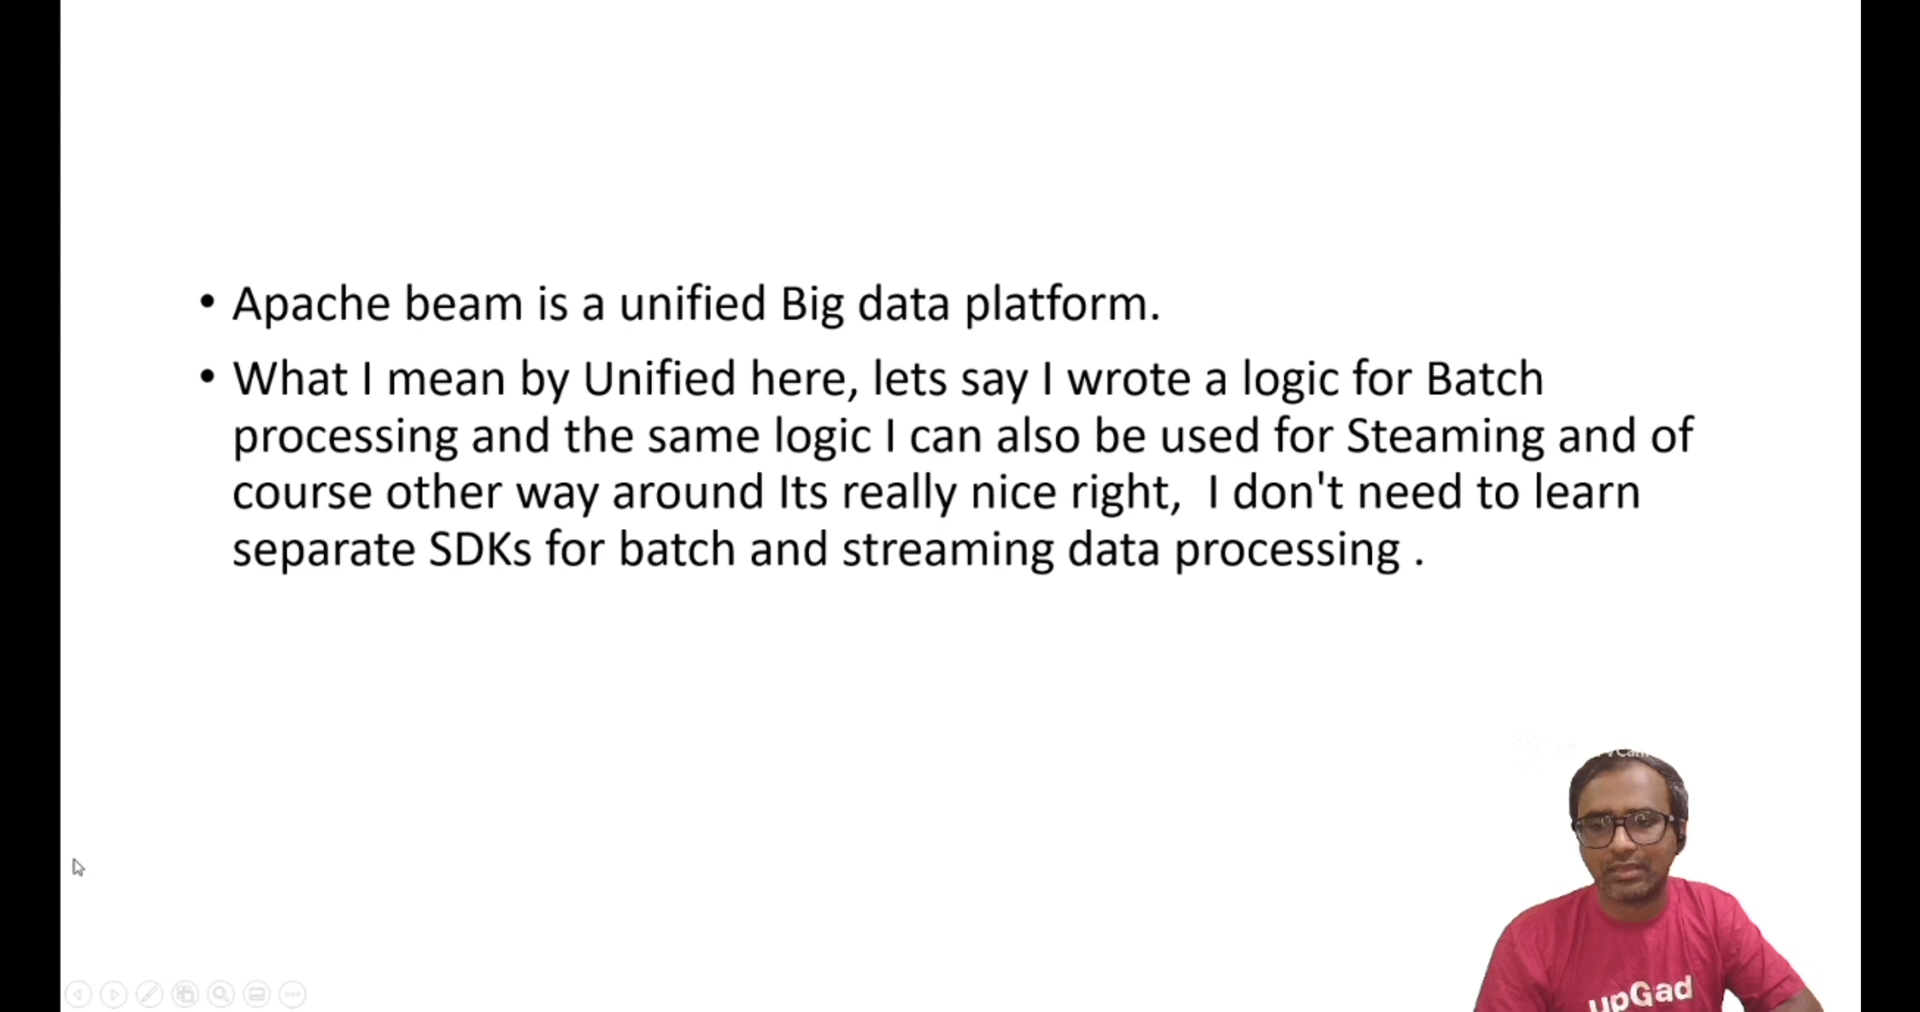 • Apache beam is a unified Big data platform.
• What I mean by Unified here, lets say I wrote a logic for Batch
processing and the same logic I can also be used for Steaming and of
course other way around Its really nice right,  I don't need to learn
separate SDKs for batch and streaming data processing .
upGad